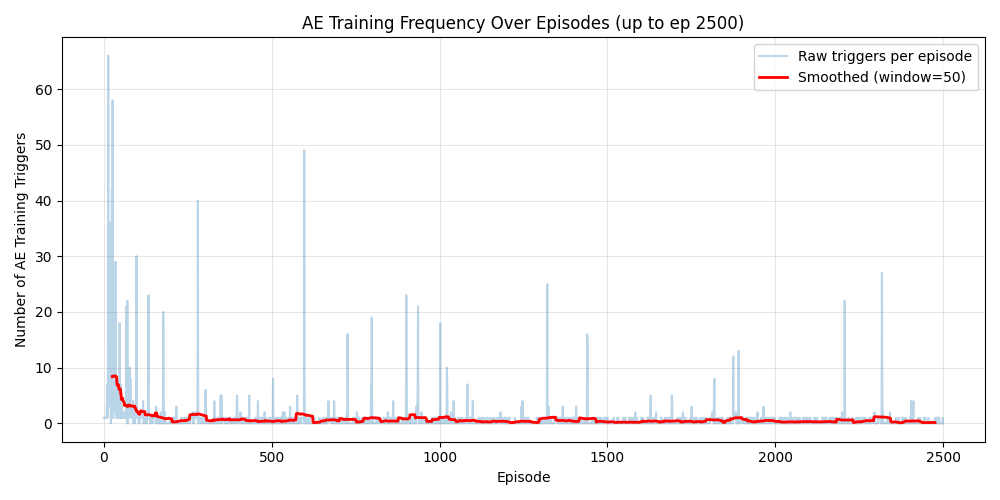 AE Training Frequency Over Episodes (up to ep 2500)
Raw triggers per episode
Smoothed (window=50)
Number of AE Training Triggers
60
50
40
30
20
10
0
0 500 1000 1500 2000 2500
Episode